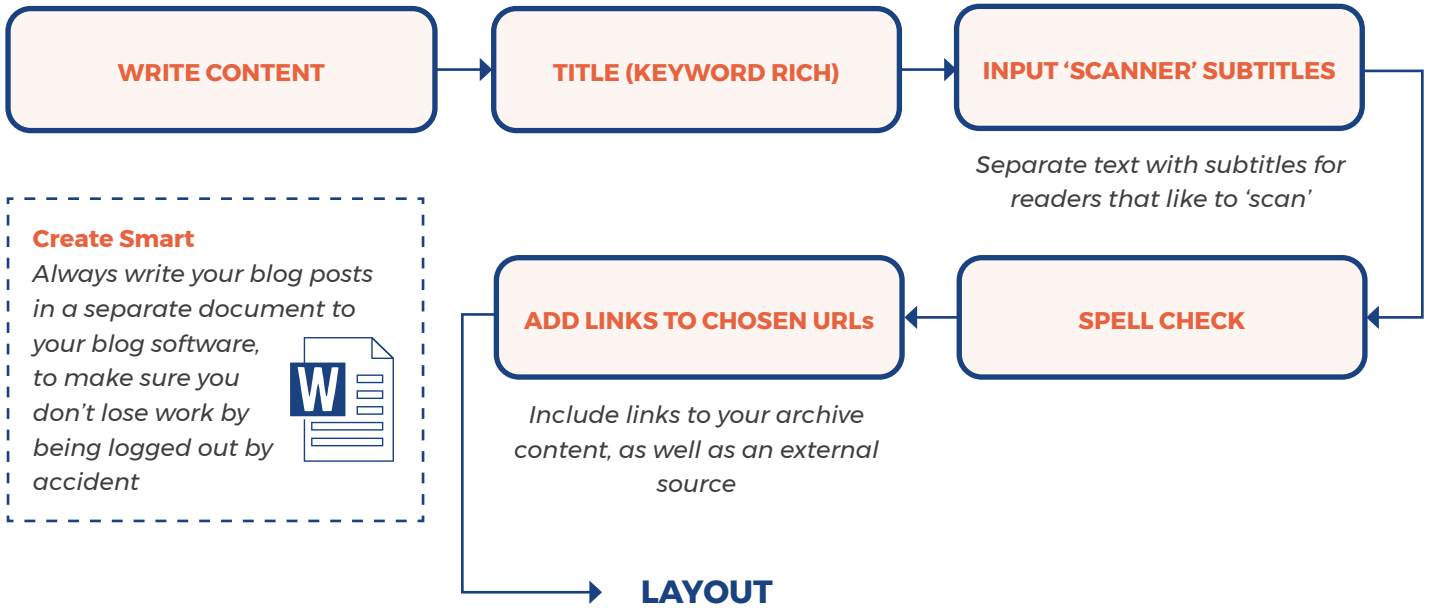 WRITE CONTENT
TITLE (KEYWORD RICH)
INPUT ‘SCANNER’ SUBTITLES
Separate text with subtitles for
readers that like to ‘scan’
SPELL CHECK
ADD LINKS TO CHOSEN URLs
Include links to your archive
content, as well as an external
source
Create Smart
Always write your blog posts
in a separate document to
your blog software,
to make sure you
don’t lose work by
being logged out by
accident
W
LAYOUT